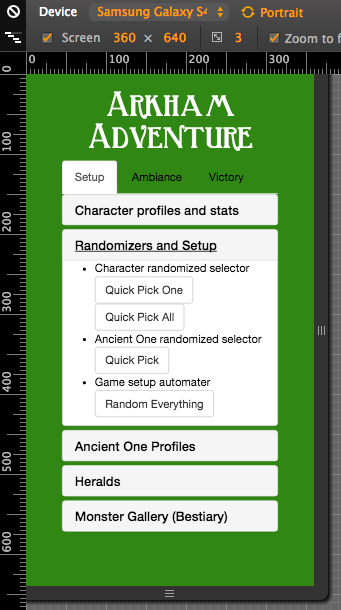 Device Samsung Galaxy S4 Portrait
Screen 360 × 640 3 Zoom to f
0 100 200 300
0
100
200
300
400
500
600
ARKHAM
ADVENTURE
Setup Ambiance Victory
Character profiles and stats
Randomizers and Setup
• Character randomized selector
Quick Pick One
Quick Pick All
• Ancient One randomized selector
Quick Pick
• Game setup automater
Random Everything
Ancient One Profiles
Heralds
Monster Gallery (Bestiary)